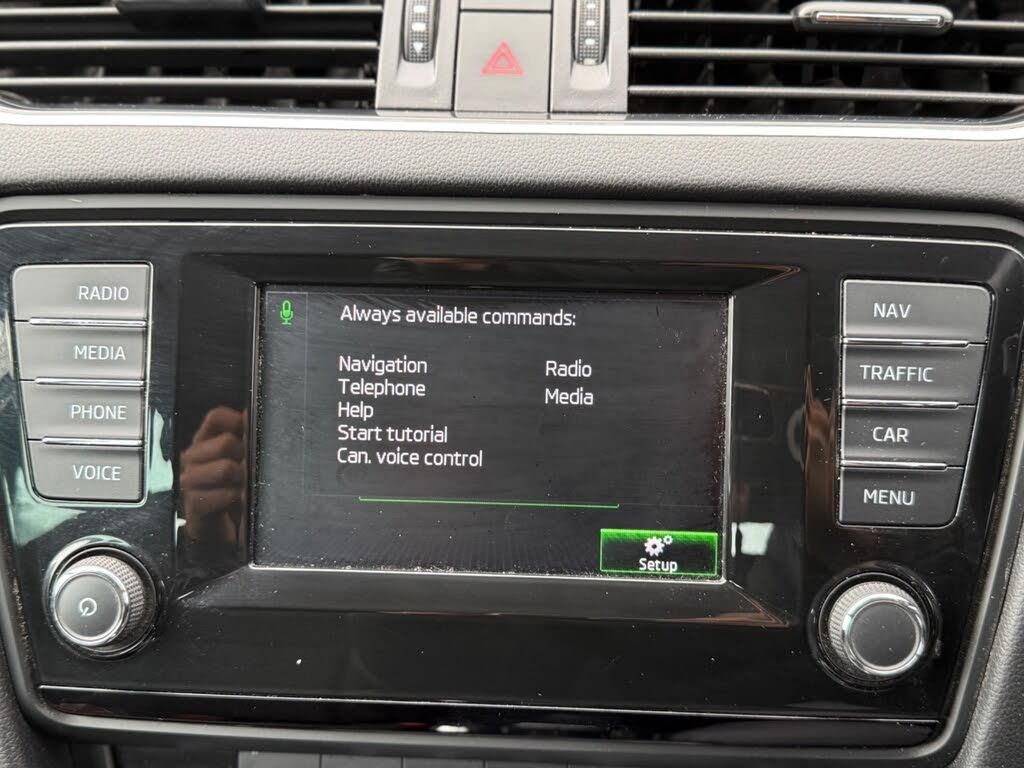 RADIO
MEDIA
PHONE
VOICE
Always available commands:
Navigation
Telephone
Help
Start tutorial
Can. voice control
Radio
Media
Setup
NAV
TRAFFIC
CAR
MENU